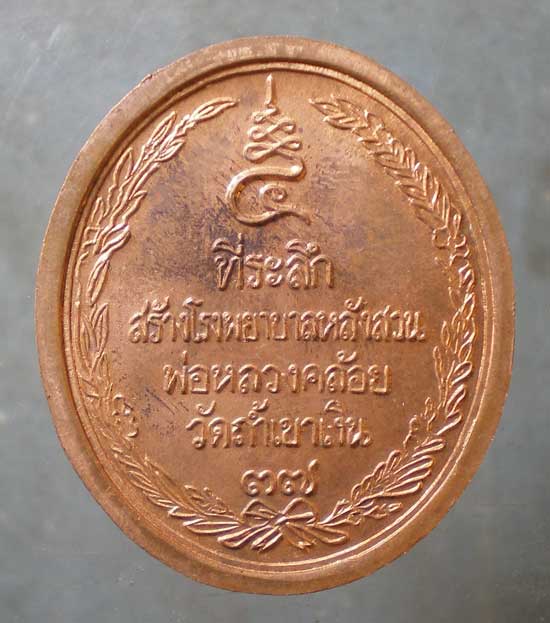 ที่ระลึก
สร้างโรงพยาบาลหลังสวน
พ่อหลวงคล้อย
วัดถ้ำเขาเงิน
๓๗